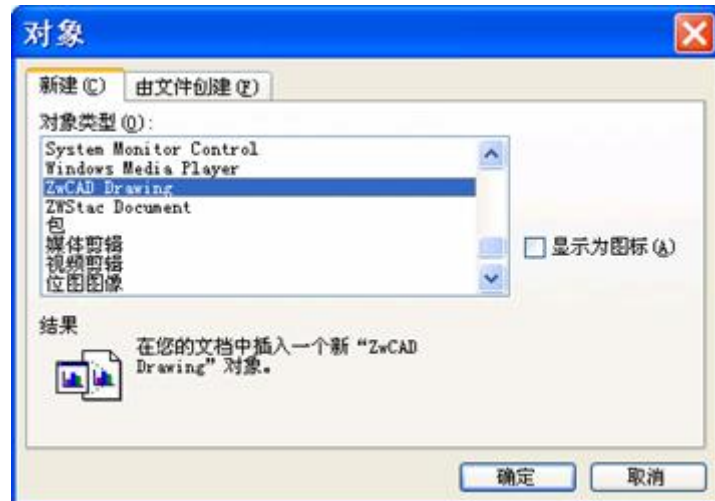 对象
新建(C) 由文件创建(F)
对象类型(O):
System Monitor Control
Windows Media Player
ZwCAD Drawing
ZWStac Document
包
媒体剪辑
视频剪辑
位图图像
显示为图标(A)
结果
在您的文档中插入一个新 “ZwCAD
Drawing” 对象。
确定 取消